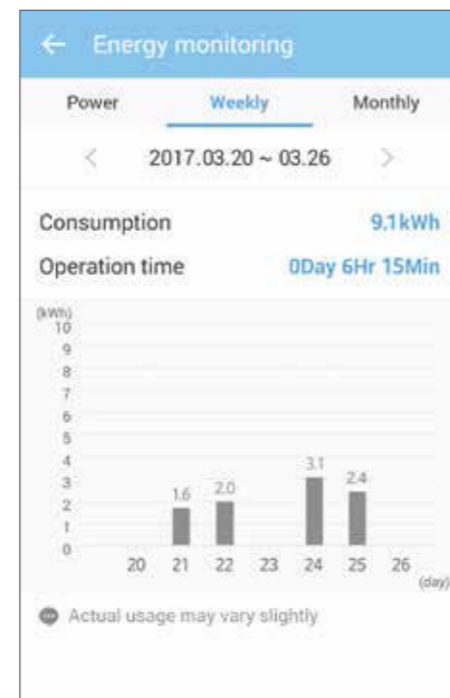 ← Energy monitoring
Power Weekly Monthly
< 2017.03.20 ~ 03.26 >
Consumption 9.1kWh
Operation time 0Day 6Hr 15Min
(kWh)
10
9
8
7
6
5
4
3
2
1
0
1.6 2.0 3.1 2.4
20 21 22 23 24 25 26
(day)
Actual usage may vary slightly